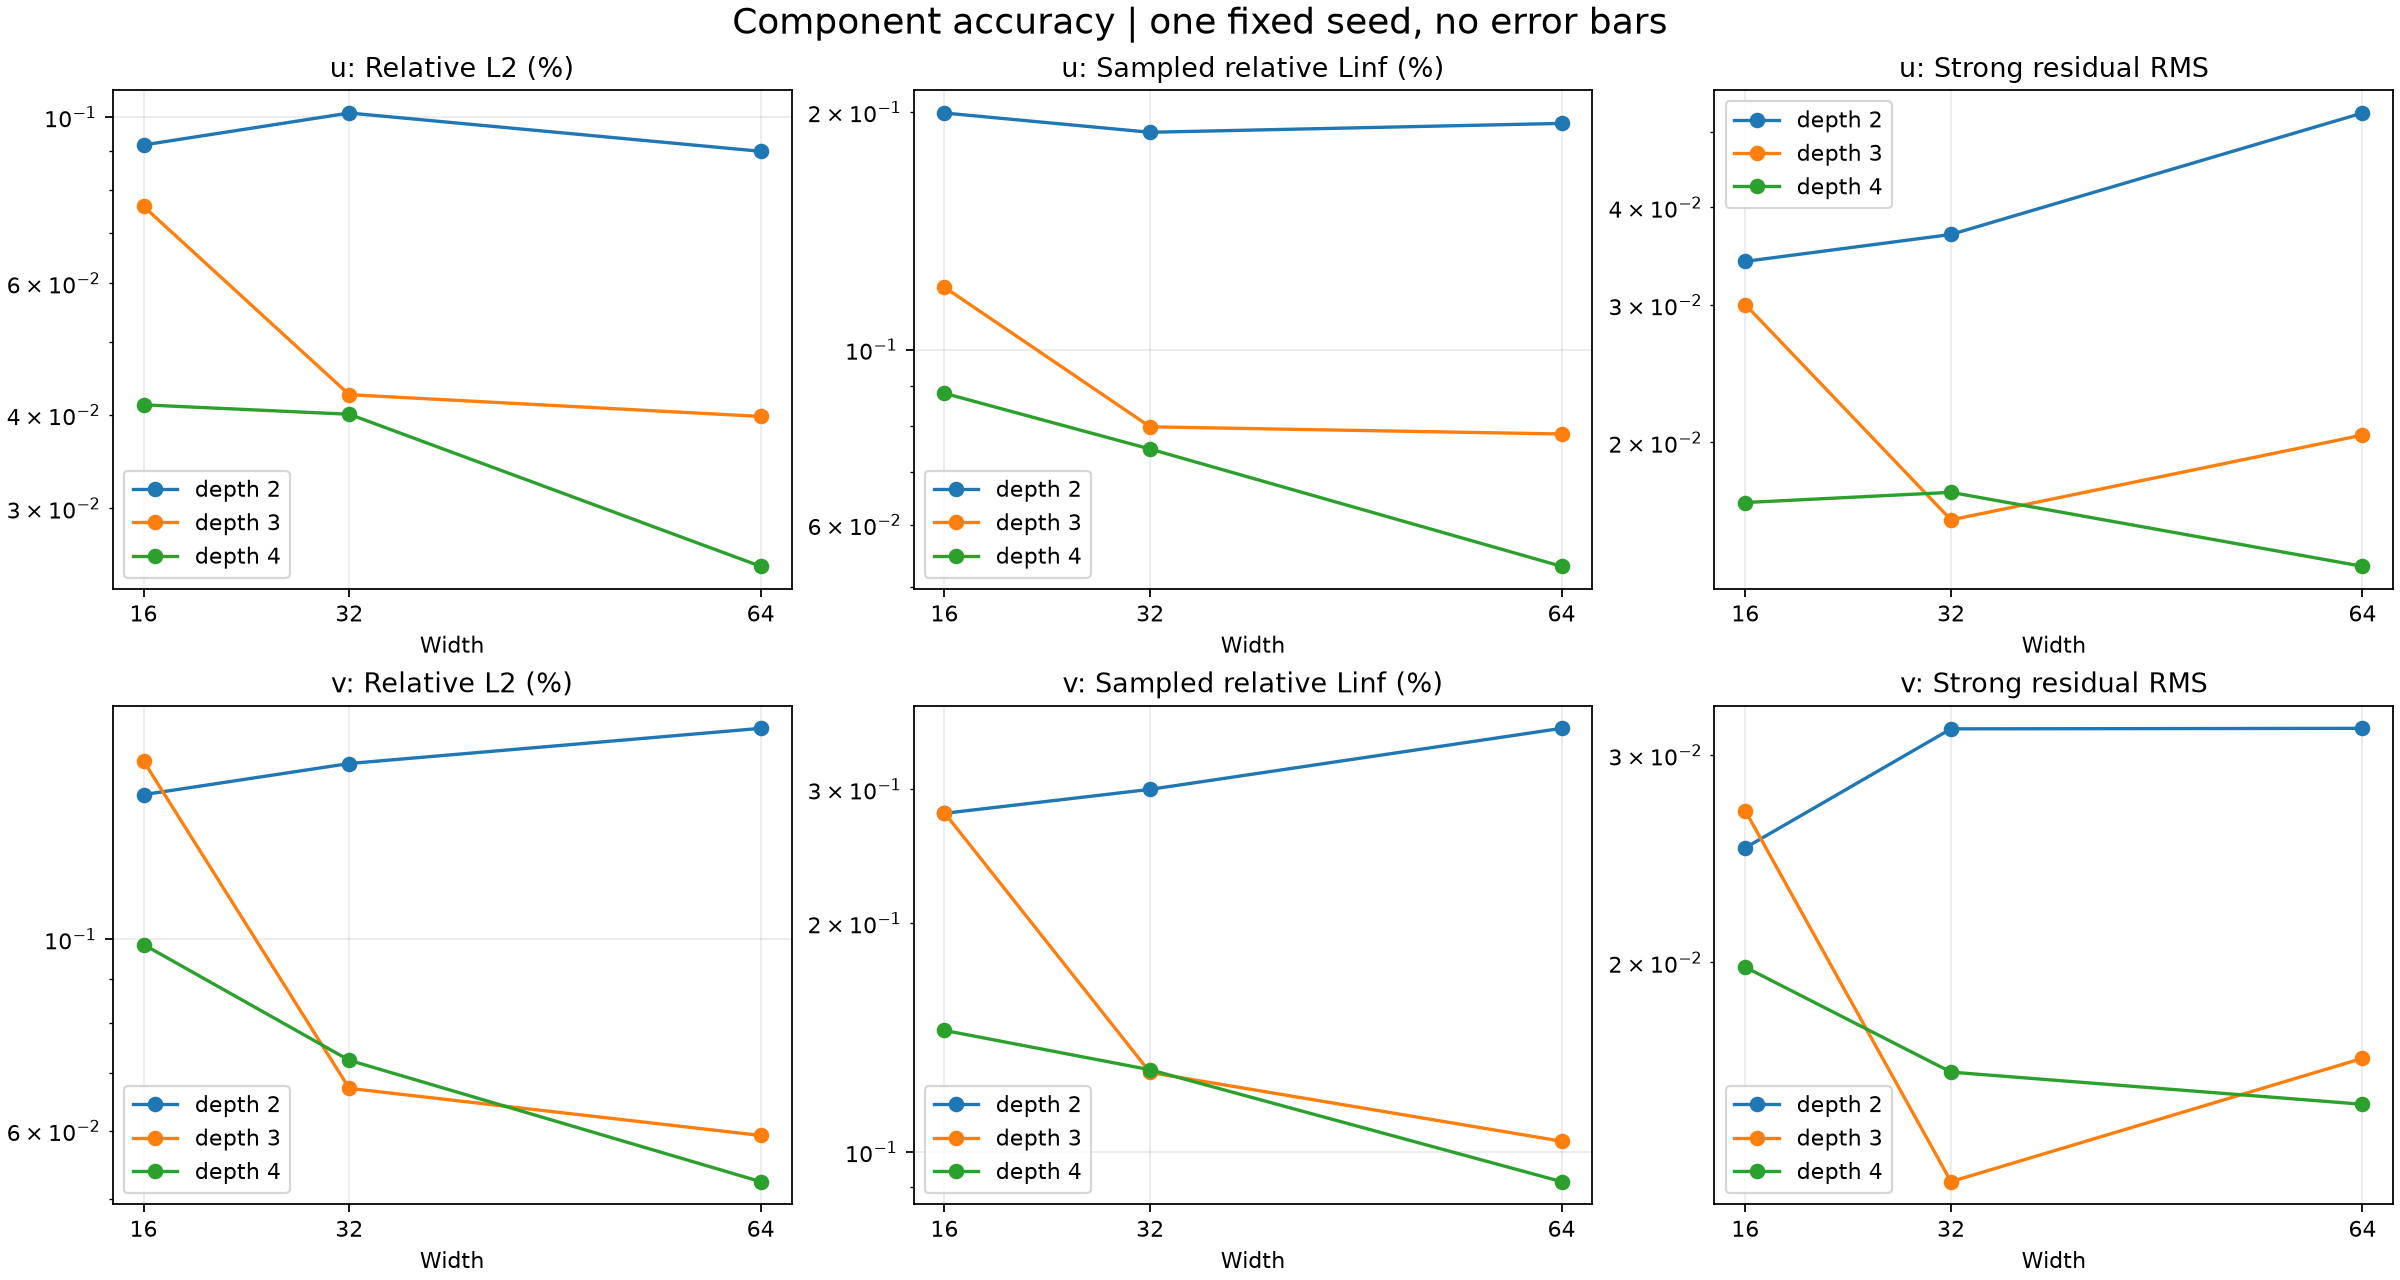 Component accuracy | one fixed seed, no error bars
u: Relative L2 (%)
10⁻¹
6 × 10⁻²
4 × 10⁻²
3 × 10⁻²
depth 2
depth 3
depth 4
16 32 64
Width
u: Sampled relative Linf (%)
2 × 10⁻¹
10⁻¹
6 × 10⁻²
depth 2
depth 3
depth 4
16 32 64
Width
u: Strong residual RMS
4 × 10⁻²
3 × 10⁻²
2 × 10⁻²
depth 2
depth 3
depth 4
16 32 64
Width
v: Relative L2 (%)
10⁻¹
6 × 10⁻²
depth 2
depth 3
depth 4
16 32 64
Width
v: Sampled relative Linf (%)
3 × 10⁻¹
2 × 10⁻¹
10⁻¹
depth 2
depth 3
depth 4
16 32 64
Width
v: Strong residual RMS
3 × 10⁻²
2 × 10⁻²
depth 2
depth 3
depth 4
16 32 64
Width